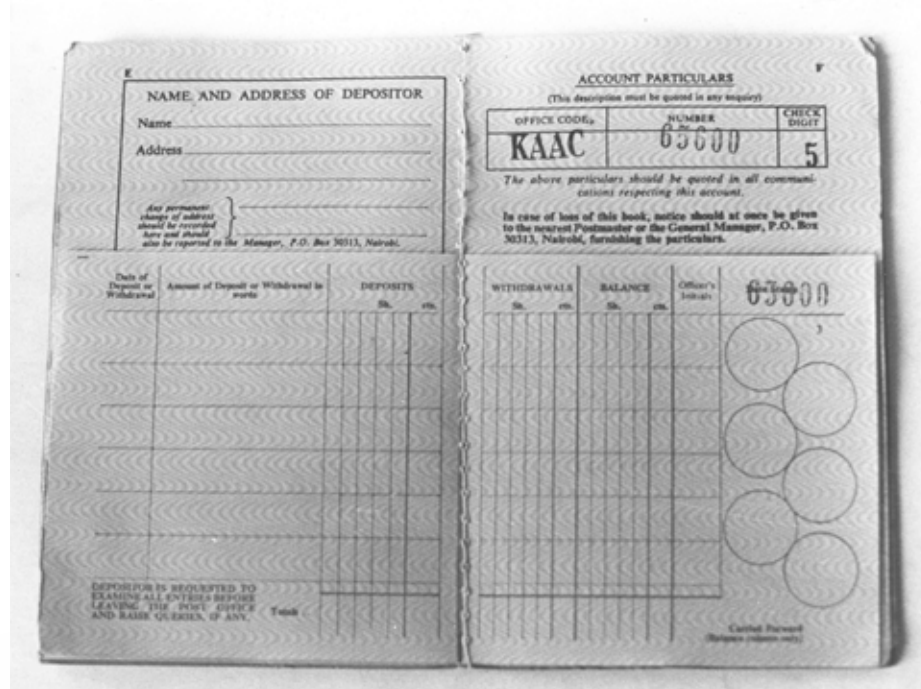 E
NAME AND ADDRESS OF DEPOSITOR
Name
Address
Any permanent
change of address
should be recorded
here and should
also be reported to the Manager, P.O. Box 30313, Nairobi.
F
ACCOUNT PARTICULARS
(This description must be quoted in any enquiry)
OFFICE CODE NUMBER CHECK DIGIT
KAAC 65600 5
The above particulars should be quoted in all communi-
cations respecting this account.
In case of loss of this book, notice should at once be given
to the nearest Postmaster or the General Manager, P.O. Box
30313, Nairobi, furnishing the particulars.
Date of
Deposit or
Withdrawal
Amount of Deposit or Withdrawal in
words
DEPOSITS
Sh. cts.
DEPOSITOR IS REQUESTED TO
EXAMINE ALL ENTRIES BEFORE
LEAVING THE POST OFFICE
AND RAISE QUERIES, IF ANY.
Totals
WITHDRAWALS
Sh. cts.
BALANCE
Sh. cts.
Officer's
Initials
65600
3
Carried Forward
(Balance column only)